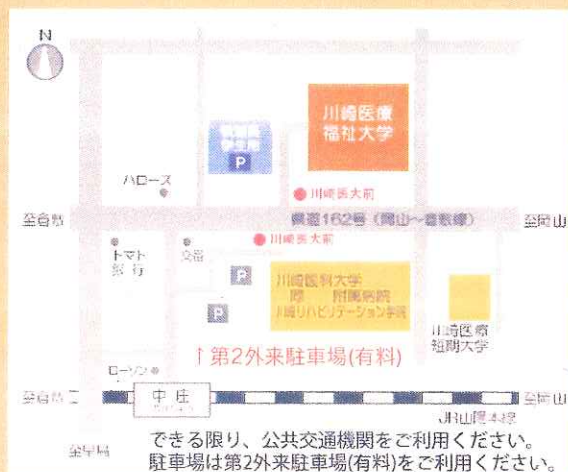 N
川崎医療
福祉大学
P
ハローズ
川崎医大前
至倉敷
県道162号(岡山～倉敷線)
至岡山
川崎医大前
トマト
銀行
交番
P
川崎医科大学
同 附属病院
川崎リハビリテーション学院
P
川崎医療
短期大学
↑第2外来駐車場(有料)
ローソン
至倉敷
中庄
至岡山
JR山陽本線
至早島
できる限り、公共交通機関をご利用ください。
駐車場は第2外来駐車場(有料)をご利用ください。